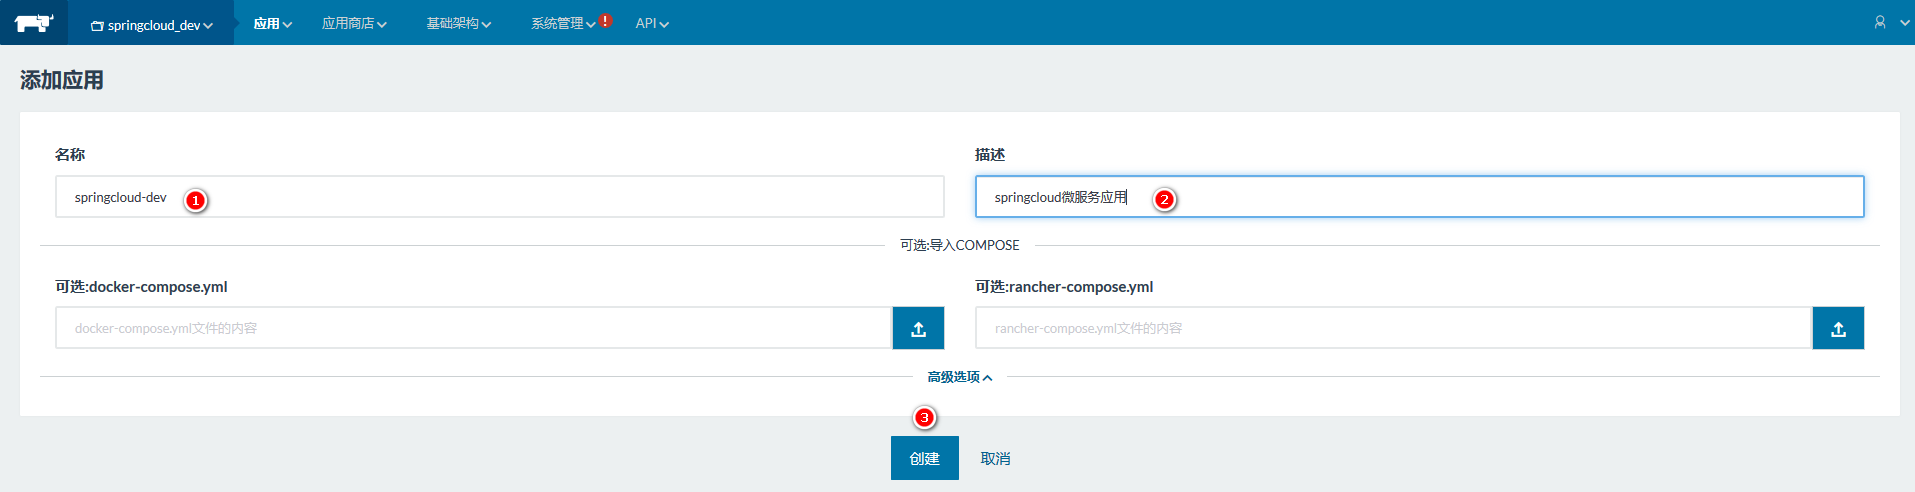 springcloud_dev 应用 应用商店 基础架构 系统管理 ! API
添加应用
名称 描述
springcloud-dev 1 springcloud微服务应用 2
可选:导入COMPOSE
可选:docker-compose.yml 可选:rancher-compose.yml
docker-compose.yml文件的内容 rancher-compose.yml文件的内容
高级选项
3
创建 取消